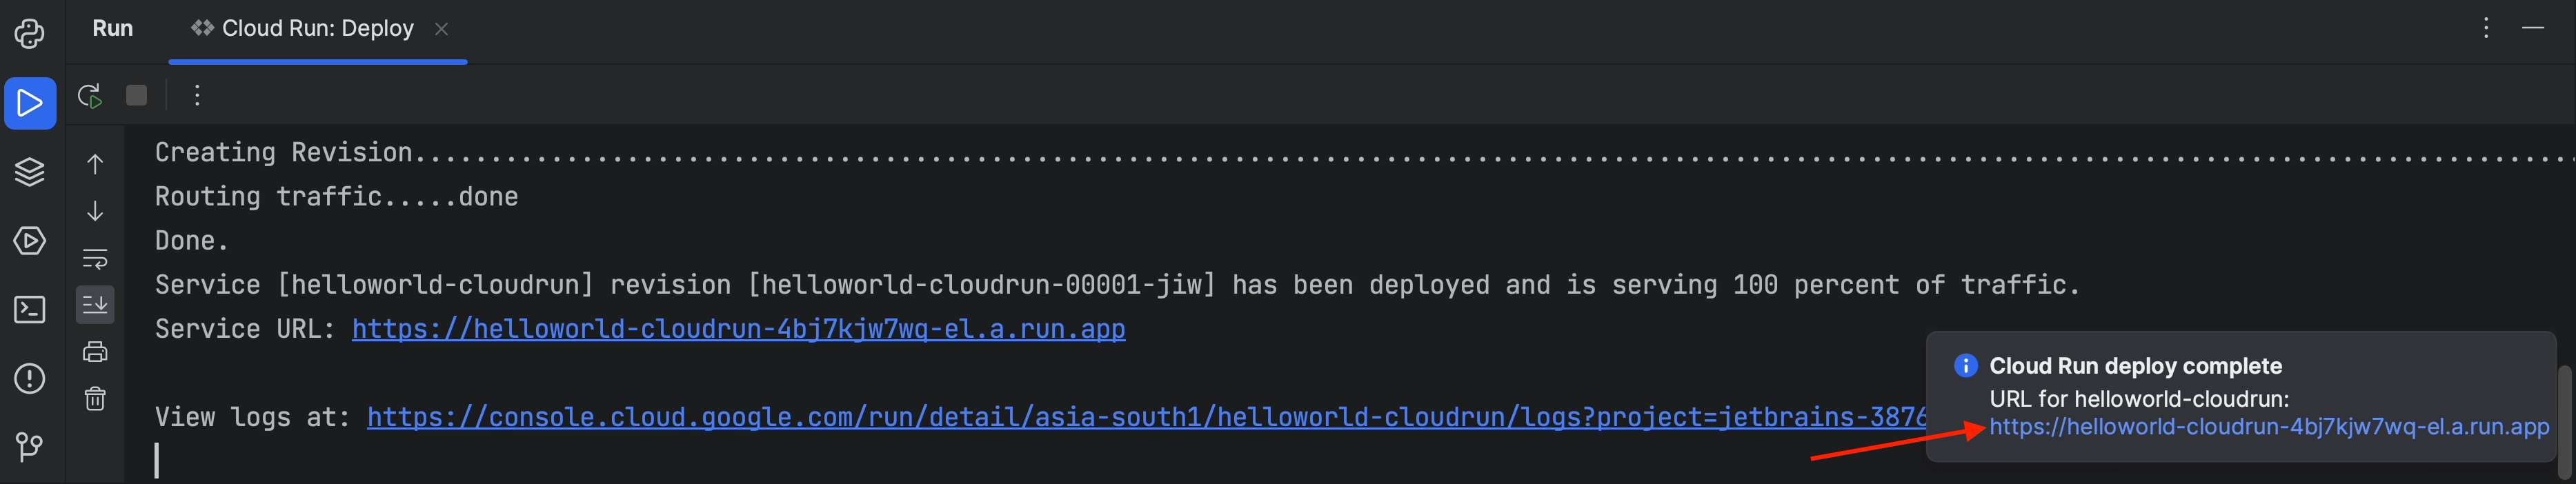 Run
Cloud Run: Deploy
Creating Revision..............................................................................................................................................
Routing traffic.....done
Done.
Service [helloworld-cloudrun] revision [helloworld-cloudrun-00001-jiw] has been deployed and is serving 100 percent of traffic.
Service URL: https://helloworld-cloudrun-4bj7kjw7wq-el.a.run.app
View logs at: https://console.cloud.google.com/run/detail/asia-south1/helloworld-cloudrun/logs?project=jetbrains-3876
Cloud Run deploy complete
URL for helloworld-cloudrun:
https://helloworld-cloudrun-4bj7kjw7wq-el.a.run.app